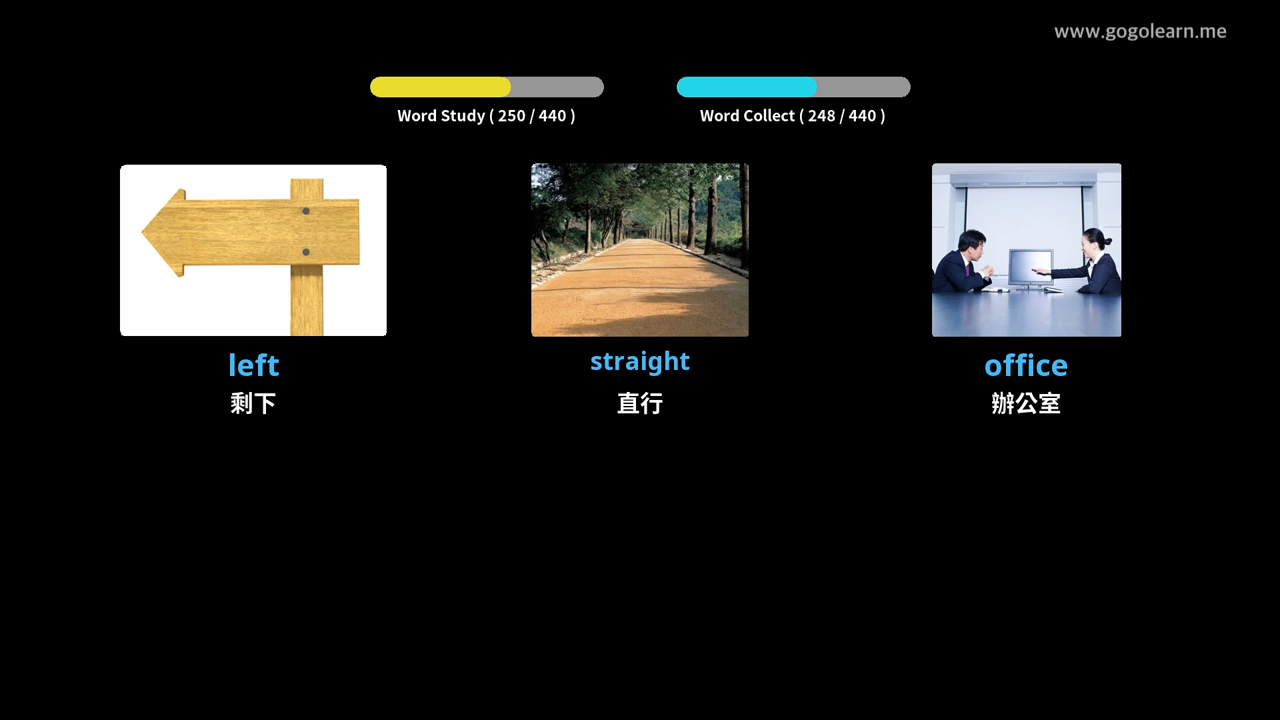 www.gogolearn.me
Word Study ( 250 / 440 )
Word Collect ( 248 / 440 )
left
剩下
straight
直行
office
辦公室